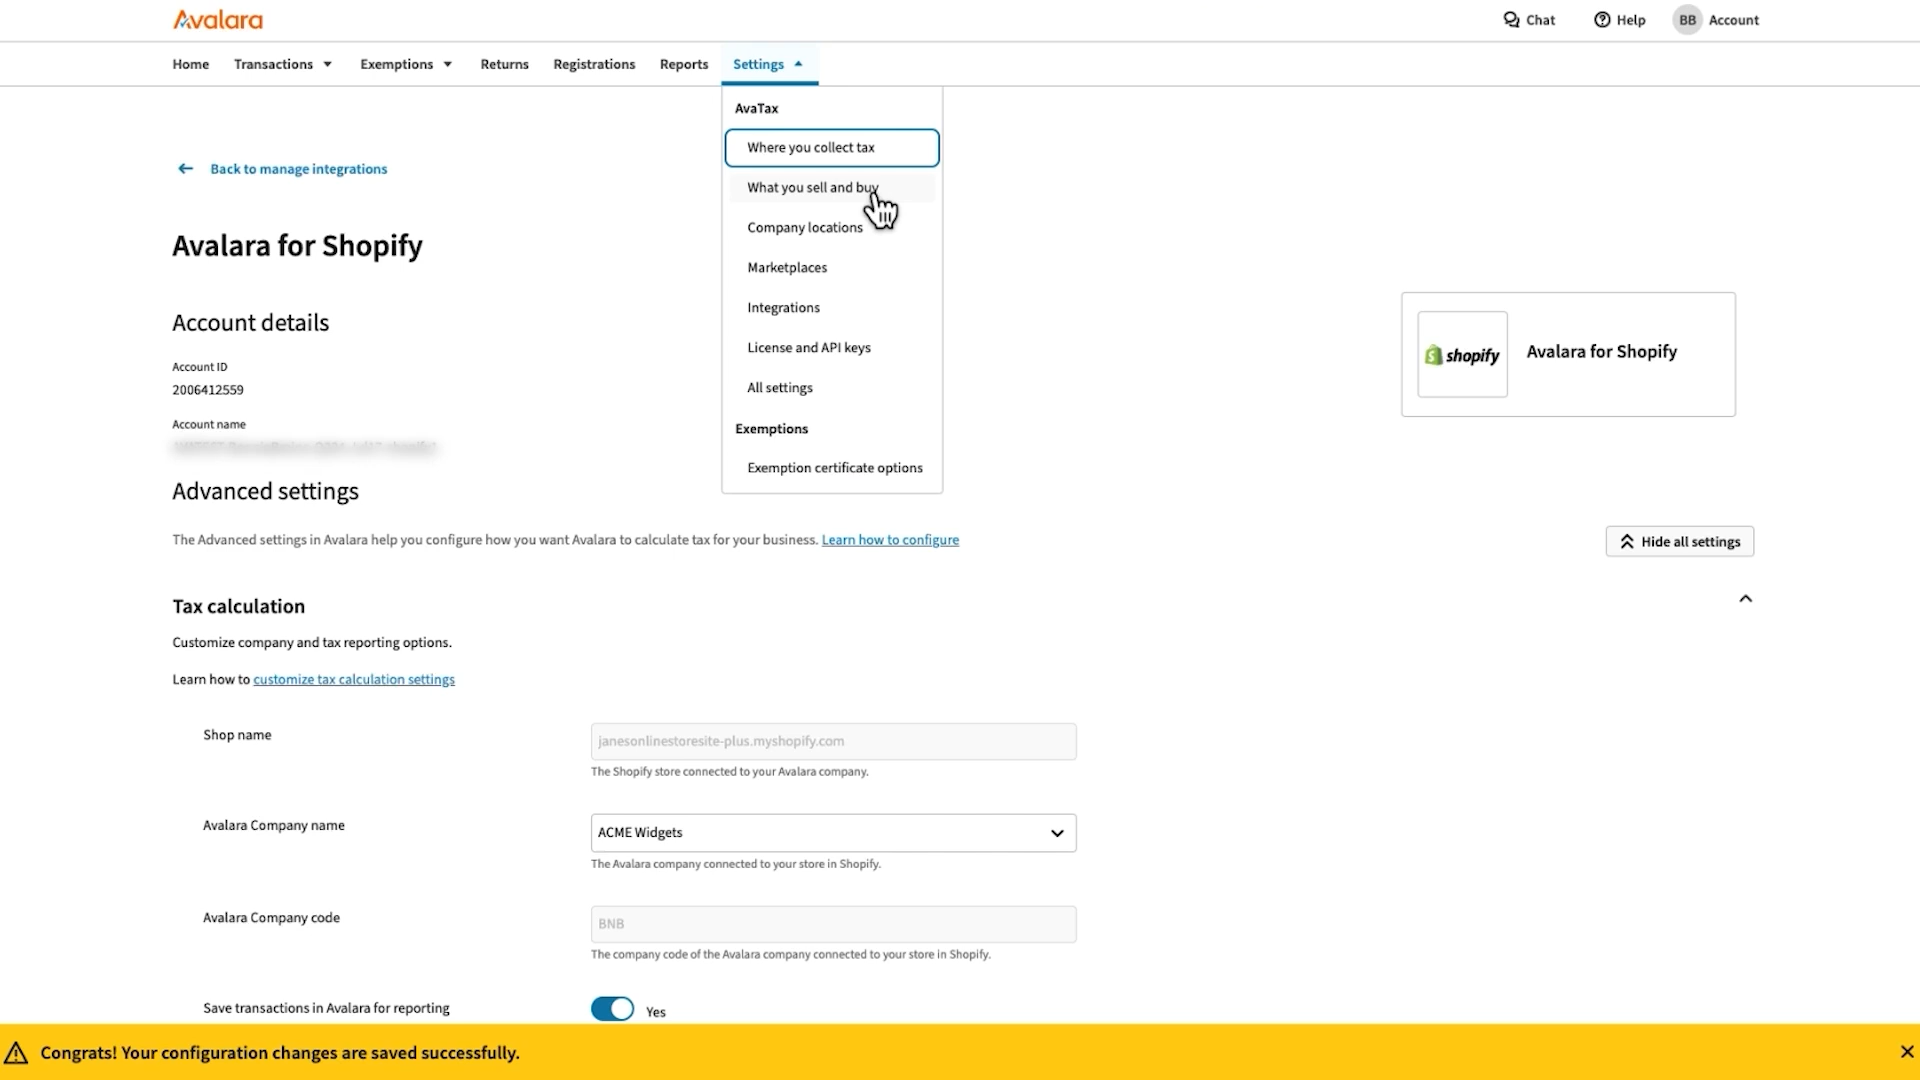 Avalara
Chat
Help
BB
Account
Home
Transactions
Exemptions
Returns
Registrations
Reports
Settings
AvaTax
Where you collect tax
What you sell and buy
Company locations
Marketplaces
Integrations
License and API keys
All settings
Exemptions
Exemption certificate options
Back to manage integrations
Avalara for Shopify
Account details
Account ID
2006412559
Account name
shopify
Avalara for Shopify
Advanced settings
The Advanced settings in Avalara help you configure how you want Avalara to calculate tax for your business. Learn how to configure
Hide all settings
Tax calculation
Customize company and tax reporting options.
Learn how to customize tax calculation settings
Shop name
janesonlinestoresite-plus.myshopify.com
The Shopify store connected to your Avalara company.
Avalara Company name
ACME Widgets
The Avalara company connected to your store in Shopify.
Avalara Company code
BNB
The company code of the Avalara company connected to your store in Shopify.
Save transactions in Avalara for reporting
Yes
Congrats! Your configuration changes are saved successfully.